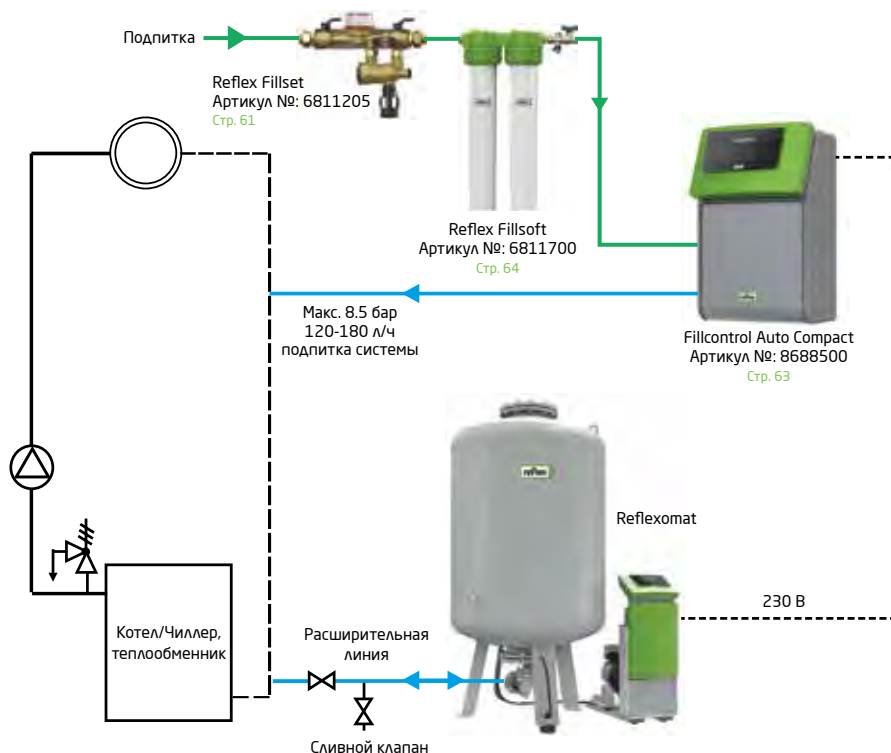 Подпитка
Reflex Fillset
Артикул №: 6811205
Стр. 61
Reflex Fillsoft
Артикул №: 6811700
Стр. 64
Макс. 8.5 бар
120-180 л/ч
подпитка системы
Fillcontrol Auto Compact
Артикул №: 8688500
Стр. 63
reflex
Reflexomat
230 В
Котел/Чиллер,
теплообменник
Расширительная
линия
Сливной клапан